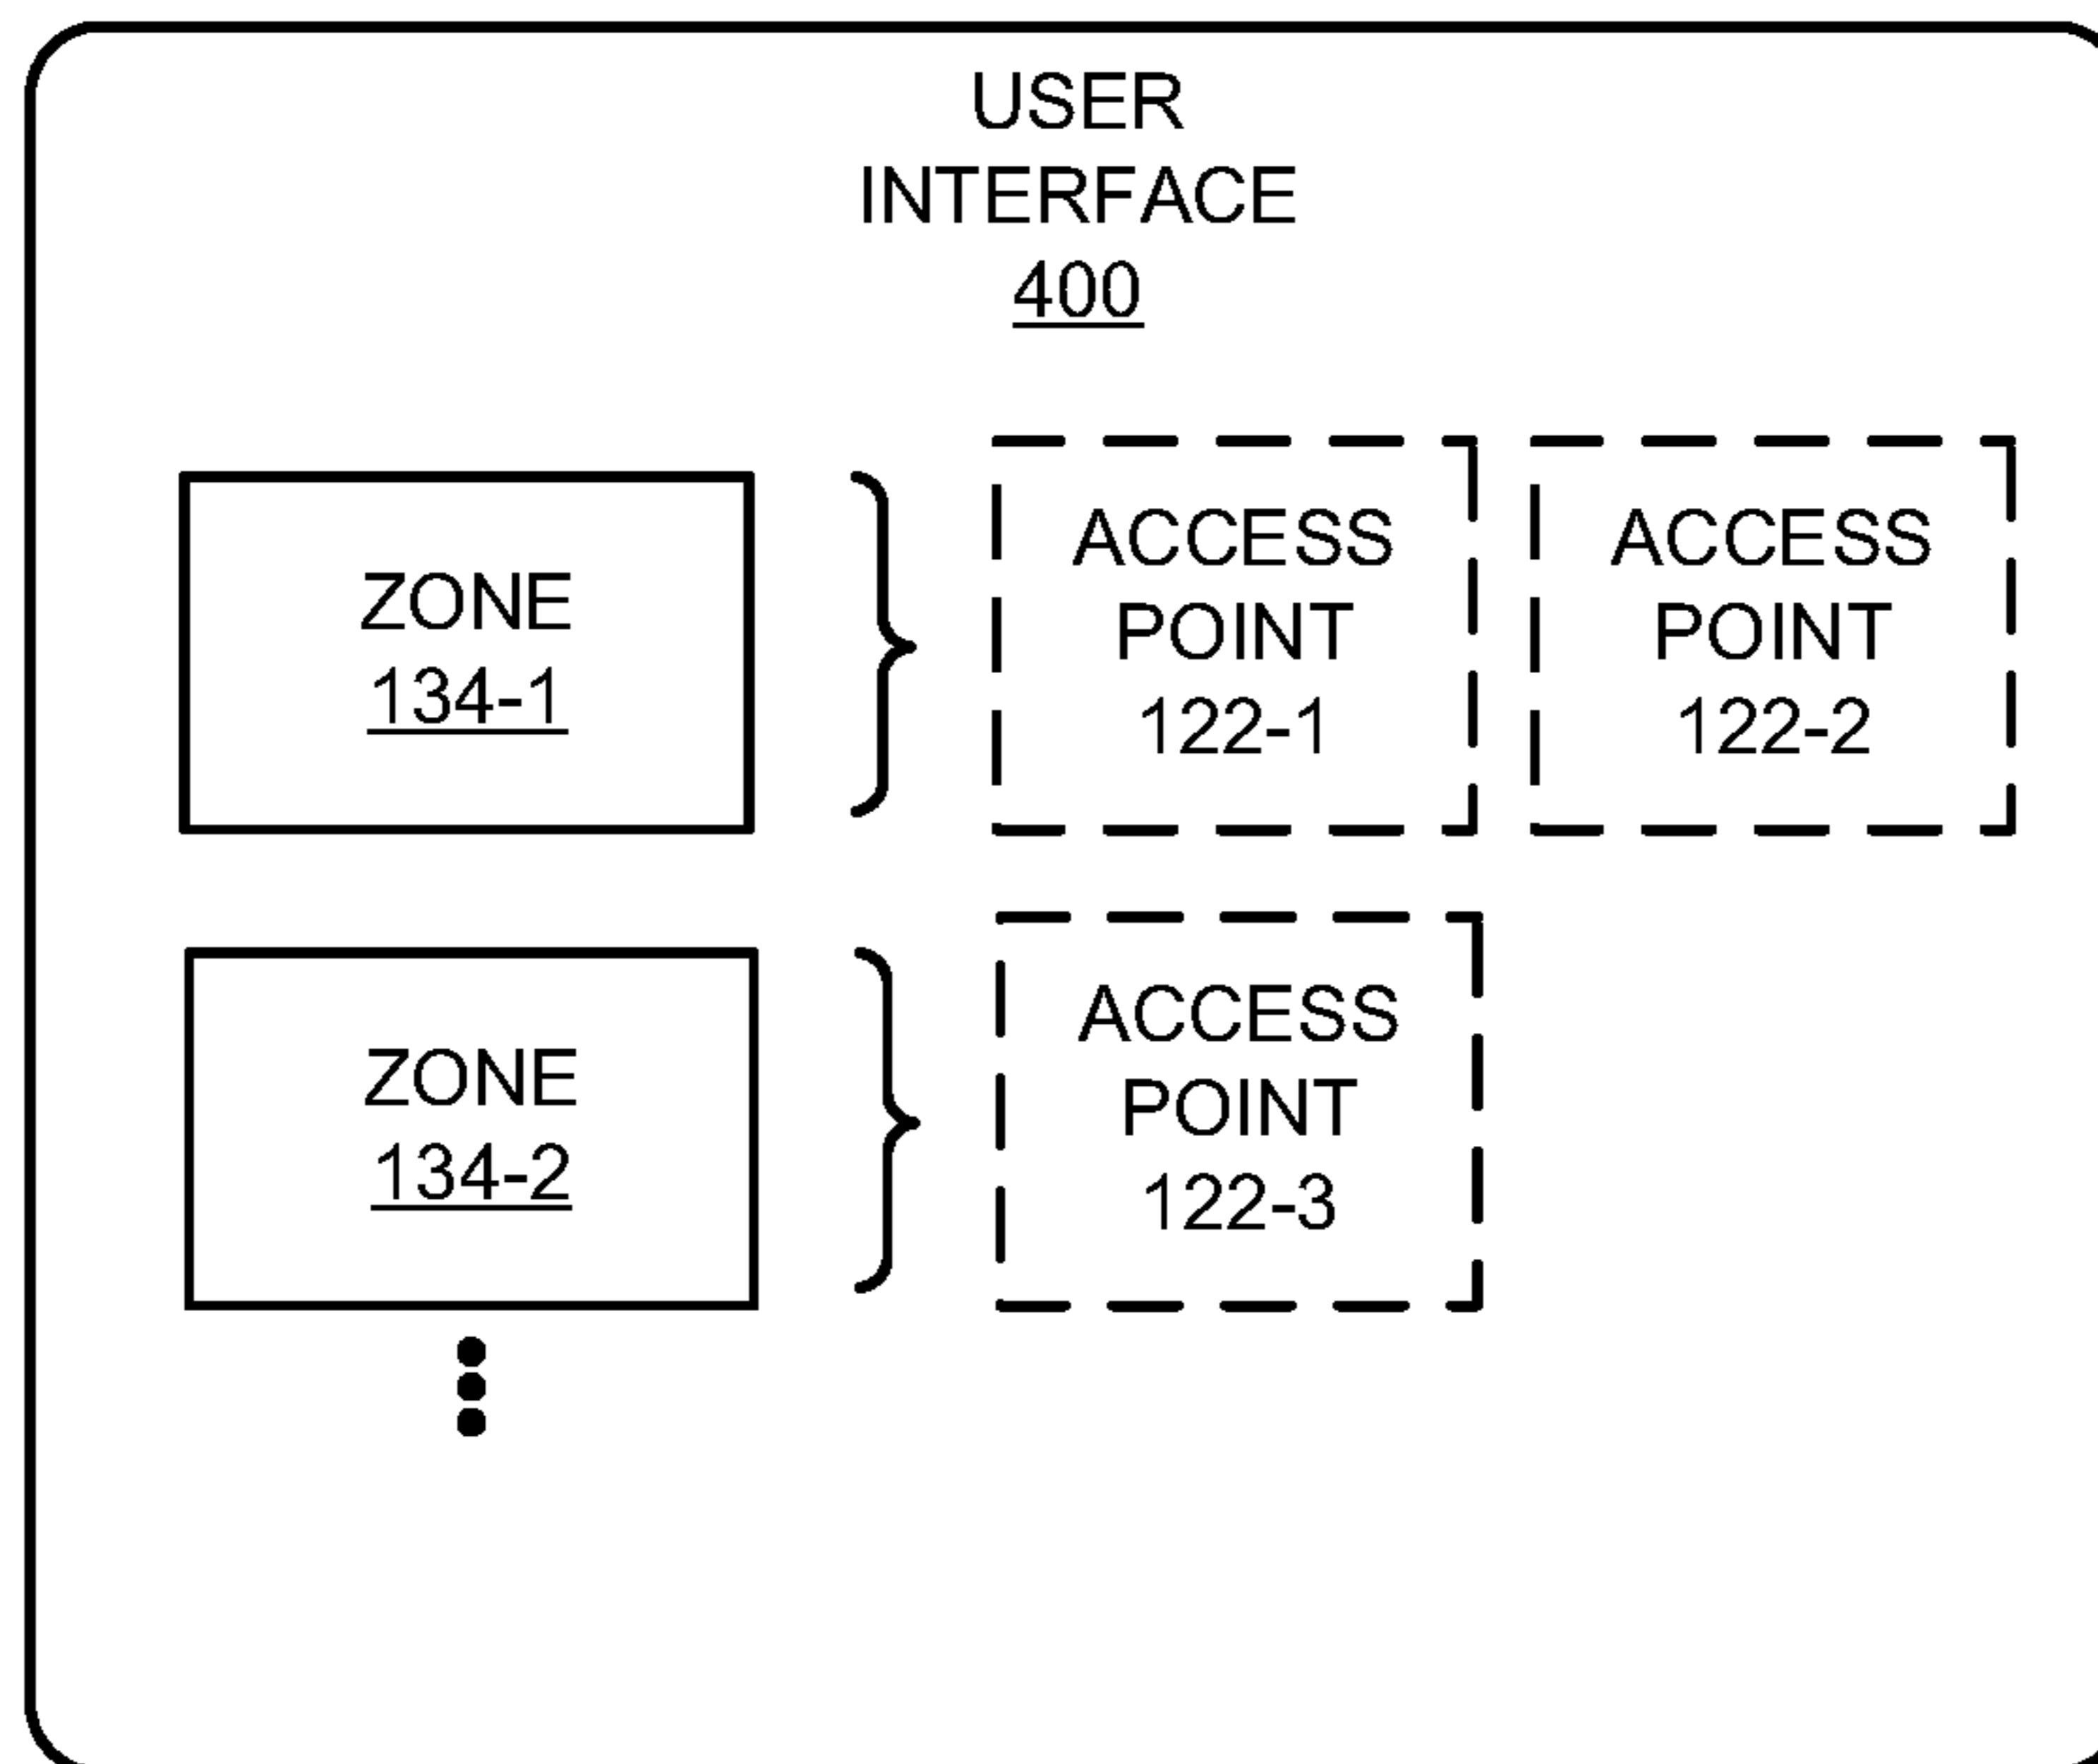 USER
INTERFACE
400
ZONE
134-1
ACCESS
POINT
122-1
ACCESS
POINT
122-2
ZONE
134-2
ACCESS
POINT
122-3